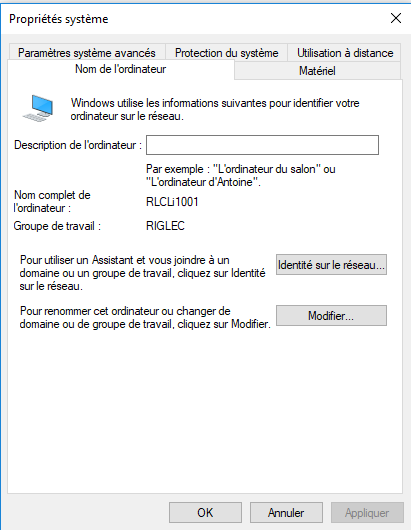 Propriétés système
Paramètres système avancés
Protection du système
Utilisation à distance
Nom de l'ordinateur
Matériel
Windows utilise les informations suivantes pour identifier votre
ordinateur sur le réseau.
Description de l'ordinateur :
Par exemple : "L'ordinateur du salon" ou
"L'ordinateur d'Antoine".
Nom complet de
l'ordinateur :
RLCLi1001
Groupe de travail :
RIGLEC
Pour utiliser un Assistant et vous joindre à un
domaine ou un groupe de travail, cliquez sur Identité
sur le réseau.
Identité sur le réseau...
Pour renommer cet ordinateur ou changer de
domaine ou de groupe de travail, cliquez sur Modifier.
Modifier...
OK
Annuler
Appliquer